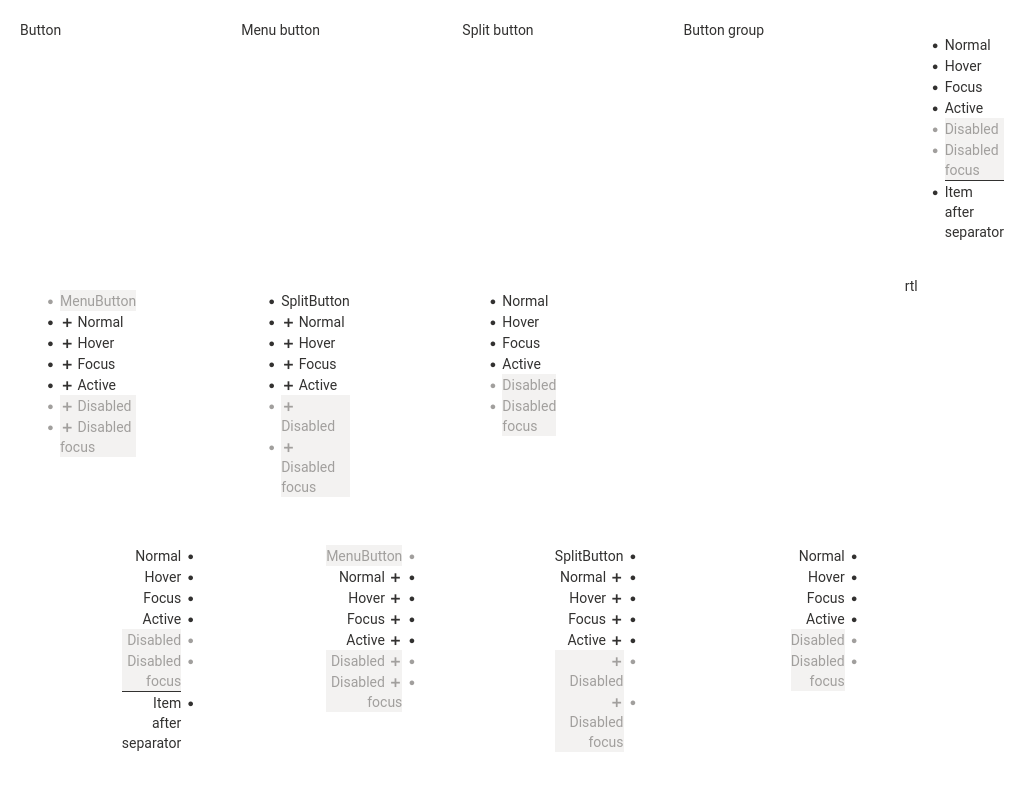 Button
Menu button
Split button
Button group
Normal
Hover
Focus
Active
Disabled
Disabled
focus
Item
after
separator
MenuButton
+ Normal
+ Hover
+ Focus
+ Active
+ Disabled
+ Disabled
focus
SplitButton
+ Normal
+ Hover
+ Focus
+ Active
+
Disabled
+
Disabled
focus
Normal
Hover
Focus
Active
Disabled
Disabled
focus
rtl
Normal
Hover
Focus
Active
Disabled
Disabled
focus
Item
after
separator
MenuButton
Normal +
Hover +
Focus +
Active +
Disabled +
Disabled +
focus
SplitButton
Normal +
Hover +
Focus +
Active +
+
Disabled
+
Disabled
focus
Normal
Hover
Focus
Active
Disabled
Disabled
focus